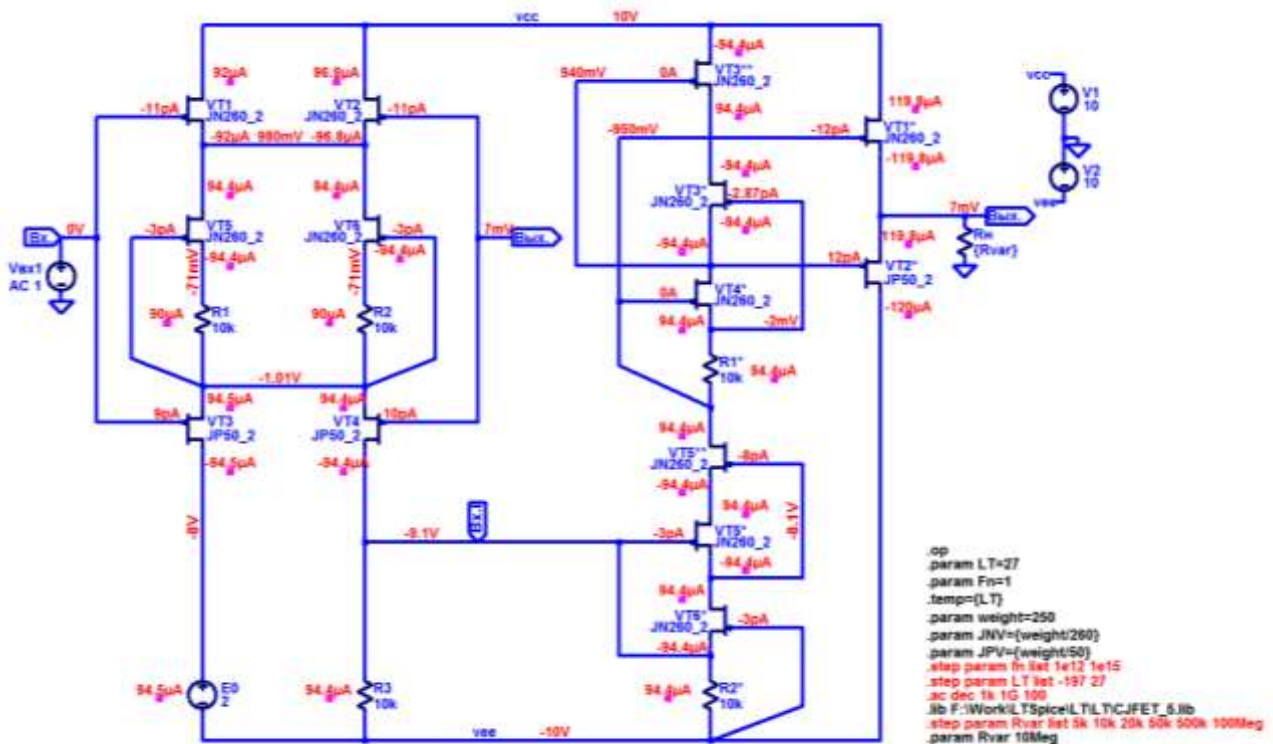 vcc 10V
92µA 96.8µA
VT1
JN260_2
-11pA
VT2
JN260_2
-11pA
-92µA 980mV -96.8µA
94.4µA 94.4µA
-3pA
VT5
JN260_2
VT6
JN260_2
-3pA
-94.4µA -94.4µA
Вх. 0V
Vвх1
AC 1
7mV Вых.
-71mV -71mV
90µA R1
10k
90µA R2
10k
-1.01V
94.5µA 94.4µA
9pA VT3
JP50_2
VT4
JP50_2
10pA
-94.5µA -94.4µA
-8V
-9.1V
94.5µA E0
2
94.4µA R3
10k
vee -10V
-94.4µA
940mV 0A VT3''
JN260_2
94.4µA
-950mV
-94.4µA
VT3'
JN260_2
-2.87pA
-94.4µA
-94.4µA
0A VT4'
JN260_2
94.4µA -2mV
R1'
10k
94.4µA
94.4µA
VT5''
JN260_2
-8pA
-94.4µA
94.4µA
-3pA VT5'
JN260_2
-8.1V
-94.4µA
94.4µA
VT6'
JN260_2
-3pA
-94.4µA
94.4µA R2'
10k
119.8µA
-12pA VT1'
JN260_2
-119.8µA
7mV Вых.
119.8µA
12pA VT2'
JP50_2
-120µA
Rн
{Rvar}
vcc
V1
10
V2
10
vee
.op
.param LT=27
.param Fn=1
.temp={LT}
.param weight=250
.param JNV={weight/260}
.param JPV={weight/50}
.step param fn list 1e12 1e15
.step param LT list -197 27
.ac dec 1k 1G 100
.lib F:\Work\LTSpice\LT\LT\CJFET_5.lib
.step param Rvar list 5k 10k 20k 50k 500k 100Meg
.param Rvar 10Meg